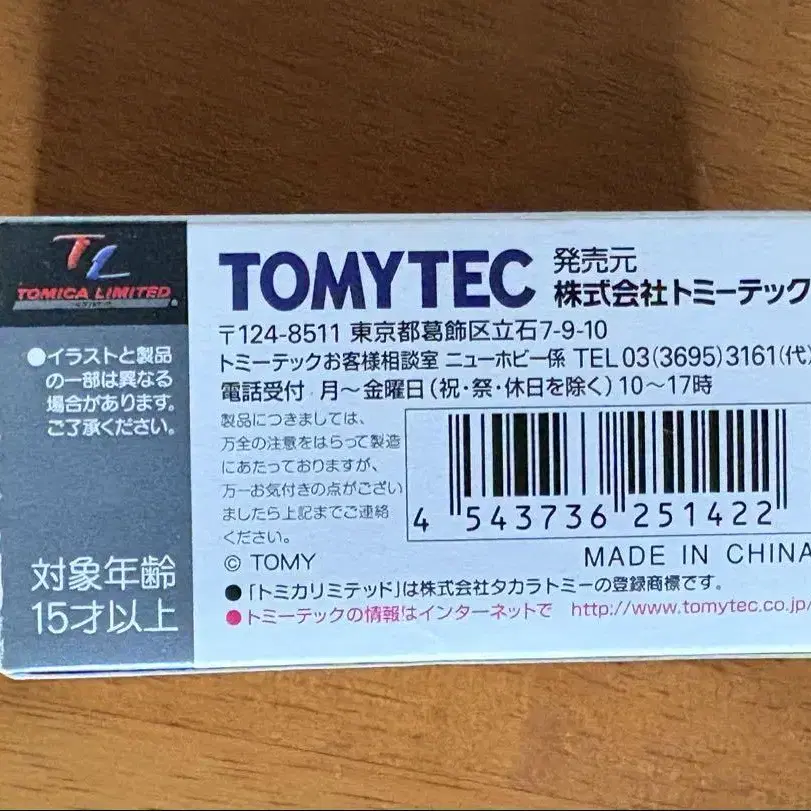 TL
TOMICA LIMITED
●イラストと製品
の一部は異なる
場合があります。
ご了承ください。
対象年齢
15才以上
TOMYTEC
発売元
株式会社トミーテック
〒124-8511 東京都葛飾区立石7-9-10
トミーテックお客様相談室 ニューホビー係 TEL 03(3695)3161(代)
電話受付 月〜金曜日(祝・祭・休日を除く)10〜17時
製品につきましては、
万全の注意をはらって製造
にあたっておりますが、
万一お気付きの点がござい
ましたら上記までご連絡
ください。
4 543736 251422
© TOMY
MADE IN CHINA
●「トミカリミテッド」は株式会社タカラトミーの登録商標です。
●トミーテックの情報はインターネットで http://www.tomytec.co.jp/